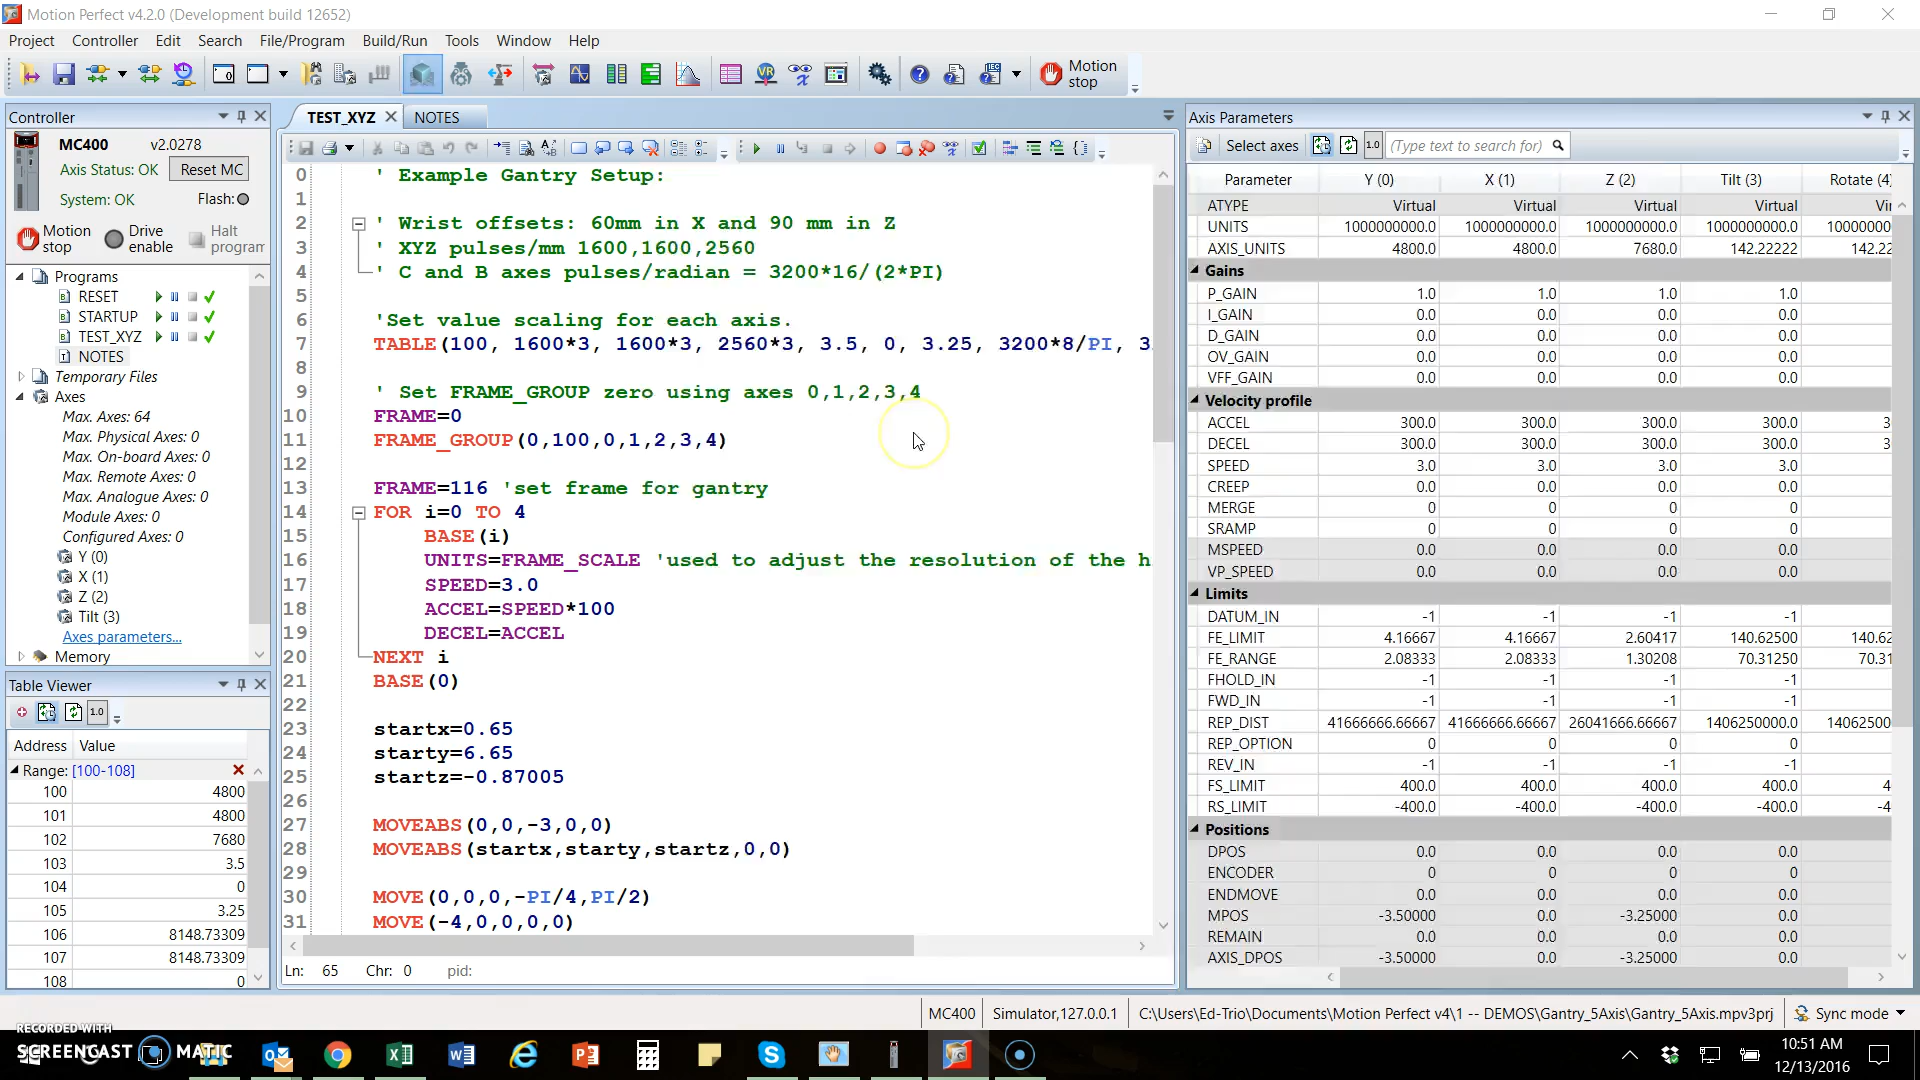 Motion Perfect v4.2.0 (Development build 12652)
Project Controller Edit Search File/Program Build/Run Tools Window Help
Motion stop
Controller
MC400 v2.0278
Axis Status: OK Reset MC
System: OK Flash:
Motion stop Drive enable Halt program
Programs
RESET
STARTUP
TEST_XYZ
NOTES
Temporary Files
Axes
Max. Axes: 64
Max. Physical Axes: 0
Max. On-board Axes: 0
Max. Remote Axes: 0
Max. Analogue Axes: 0
Module Axes: 0
Configured Axes: 0
Y (0)
X (1)
Z (2)
Tilt (3)
Axes parameters...
Memory
Table Viewer
1.0
Address Value
Range: [100-108]
100 4800
101 4800
102 7680
103 3.5
104 0
105 3.25
106 8148.73309
107 8148.73309
108 0
TEST_XYZ NOTES
0 ' Example Gantry Setup:
1
2 ' Wrist offsets: 60mm in X and 90 mm in Z
3 ' XYZ pulses/mm 1600,1600,2560
4 ' C and B axes pulses/radian = 3200*16/(2*PI)
5
6 'Set value scaling for each axis.
7 TABLE(100, 1600*3, 1600*3, 2560*3, 3.5, 0, 3.25, 3200*8/PI, 3
8
9 ' Set FRAME_GROUP zero using axes 0,1,2,3,4
10 FRAME=0
11 FRAME_GROUP(0,100,0,1,2,3,4)
12
13 FRAME=116 'set frame for gantry
14 FOR i=0 TO 4
15 BASE(i)
16 UNITS=FRAME_SCALE 'used to adjust the resolution of the h
17 SPEED=3.0
18 ACCEL=SPEED*100
19 DECEL=ACCEL
20 NEXT i
21 BASE(0)
22
23 startx=0.65
24 starty=6.65
25 startz=-0.87005
26
27 MOVEABS(0,0,-3,0,0)
28 MOVEABS(startx,starty,startz,0,0)
29
30 MOVE(0,0,0,-PI/4,PI/2)
31 MOVE(-4,0,0,0,0)
Ln: 65 Chr: 0 pid:
Axis Parameters
Select axes 1.0 (Type text to search for)
Parameter Y (0) X (1) Z (2) Tilt (3) Rotate (4)
ATYPE Virtual Virtual Virtual Virtual Vir
UNITS 1000000000.0 1000000000.0 1000000000.0 1000000000.0 10000000
AXIS_UNITS 4800.0 4800.0 7680.0 142.22222 142.22
Gains
P_GAIN 1.0 1.0 1.0 1.0
I_GAIN 0.0 0.0 0.0 0.0
D_GAIN 0.0 0.0 0.0 0.0
OV_GAIN 0.0 0.0 0.0 0.0
VFF_GAIN 0.0 0.0 0.0 0.0
Velocity profile
ACCEL 300.0 300.0 300.0 300.0 3
DECEL 300.0 300.0 300.0 300.0 3
SPEED 3.0 3.0 3.0 3.0
CREEP 0.0 0.0 0.0 0.0
MERGE 0 0 0 0
SRAMP 0 0 0 0
MSPEED 0.0 0.0 0.0 0.0
VP_SPEED 0.0 0.0 0.0 0.0
Limits
DATUM_IN -1 -1 -1 -1
FE_LIMIT 4.16667 4.16667 2.60417 140.62500 140.62
FE_RANGE 2.08333 2.08333 1.30208 70.31250 70.31
FHOLD_IN -1 -1 -1 -1
FWD_IN -1 -1 -1 -1
REP_DIST 41666666.66667 41666666.66667 26041666.66667 1406250000.0 14062500
REP_OPTION 0 0 0 0
REV_IN -1 -1 -1 -1
FS_LIMIT 400.0 400.0 400.0 400.0 4
RS_LIMIT -400.0 -400.0 -400.0 -400.0 -4
Positions
DPOS 0.0 0.0 0.0 0.0
ENCODER 0 0 0 0
ENDMOVE 0.0 0.0 0.0 0.0
MPOS -3.50000 0.0 -3.25000 0.0
REMAIN 0.0 0.0 0.0 0.0
AXIS_DPOS -3.50000 0.0 -3.25000 0.0
MC400 Simulator,127.0.0.1 C:\Users\Ed-Trio\Documents\Motion Perfect v4\1 -- DEMOS\Gantry_5Axis\Gantry_5Axis.mpv3prj Sync mode
RECORDED WITH
SCREENCAST MATIC
10:51 AM
12/13/2016